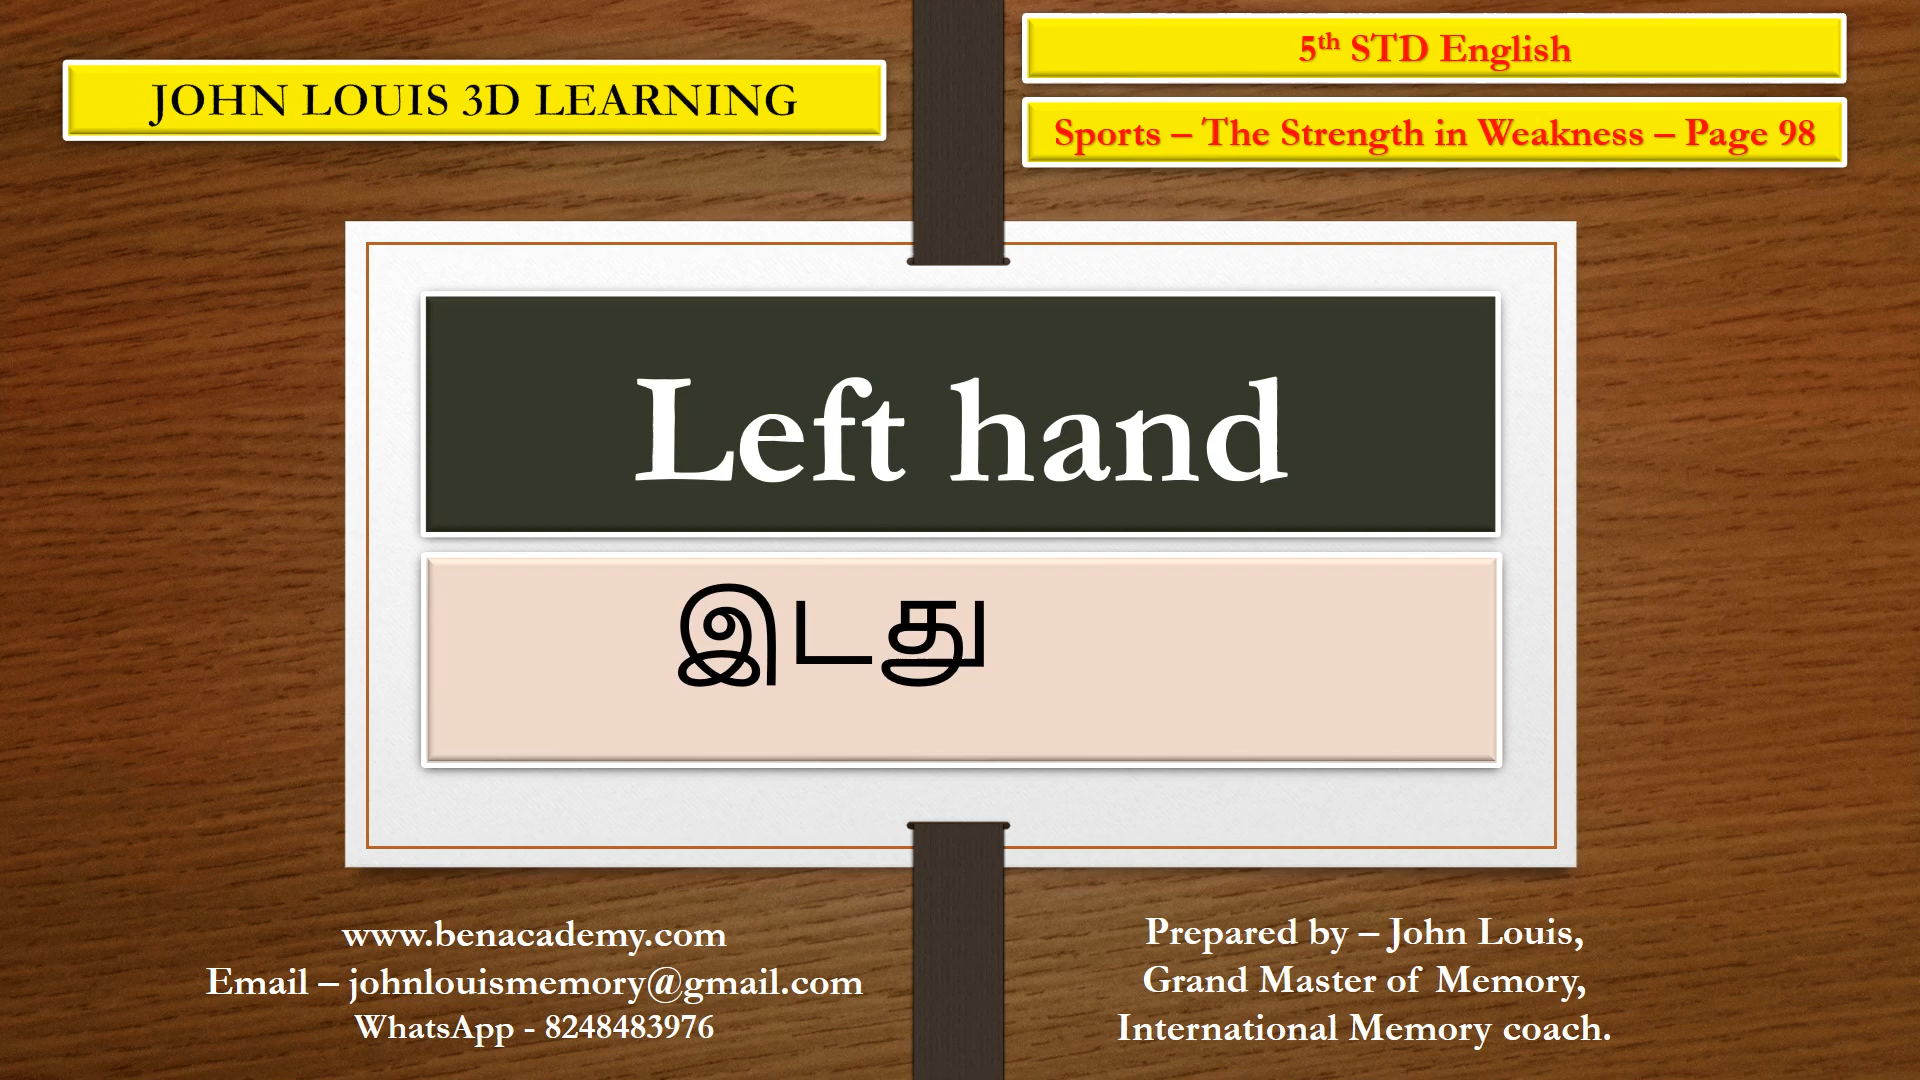 JOHN LOUIS 3D LEARNING
5th STD English
Sports – The Strength in Weakness – Page 98
Left hand
இடது
www.benacademy.com
Email – johnlouismemory@gmail.com
WhatsApp - 8248483976
Prepared by – John Louis,
Grand Master of Memory,
International Memory coach.